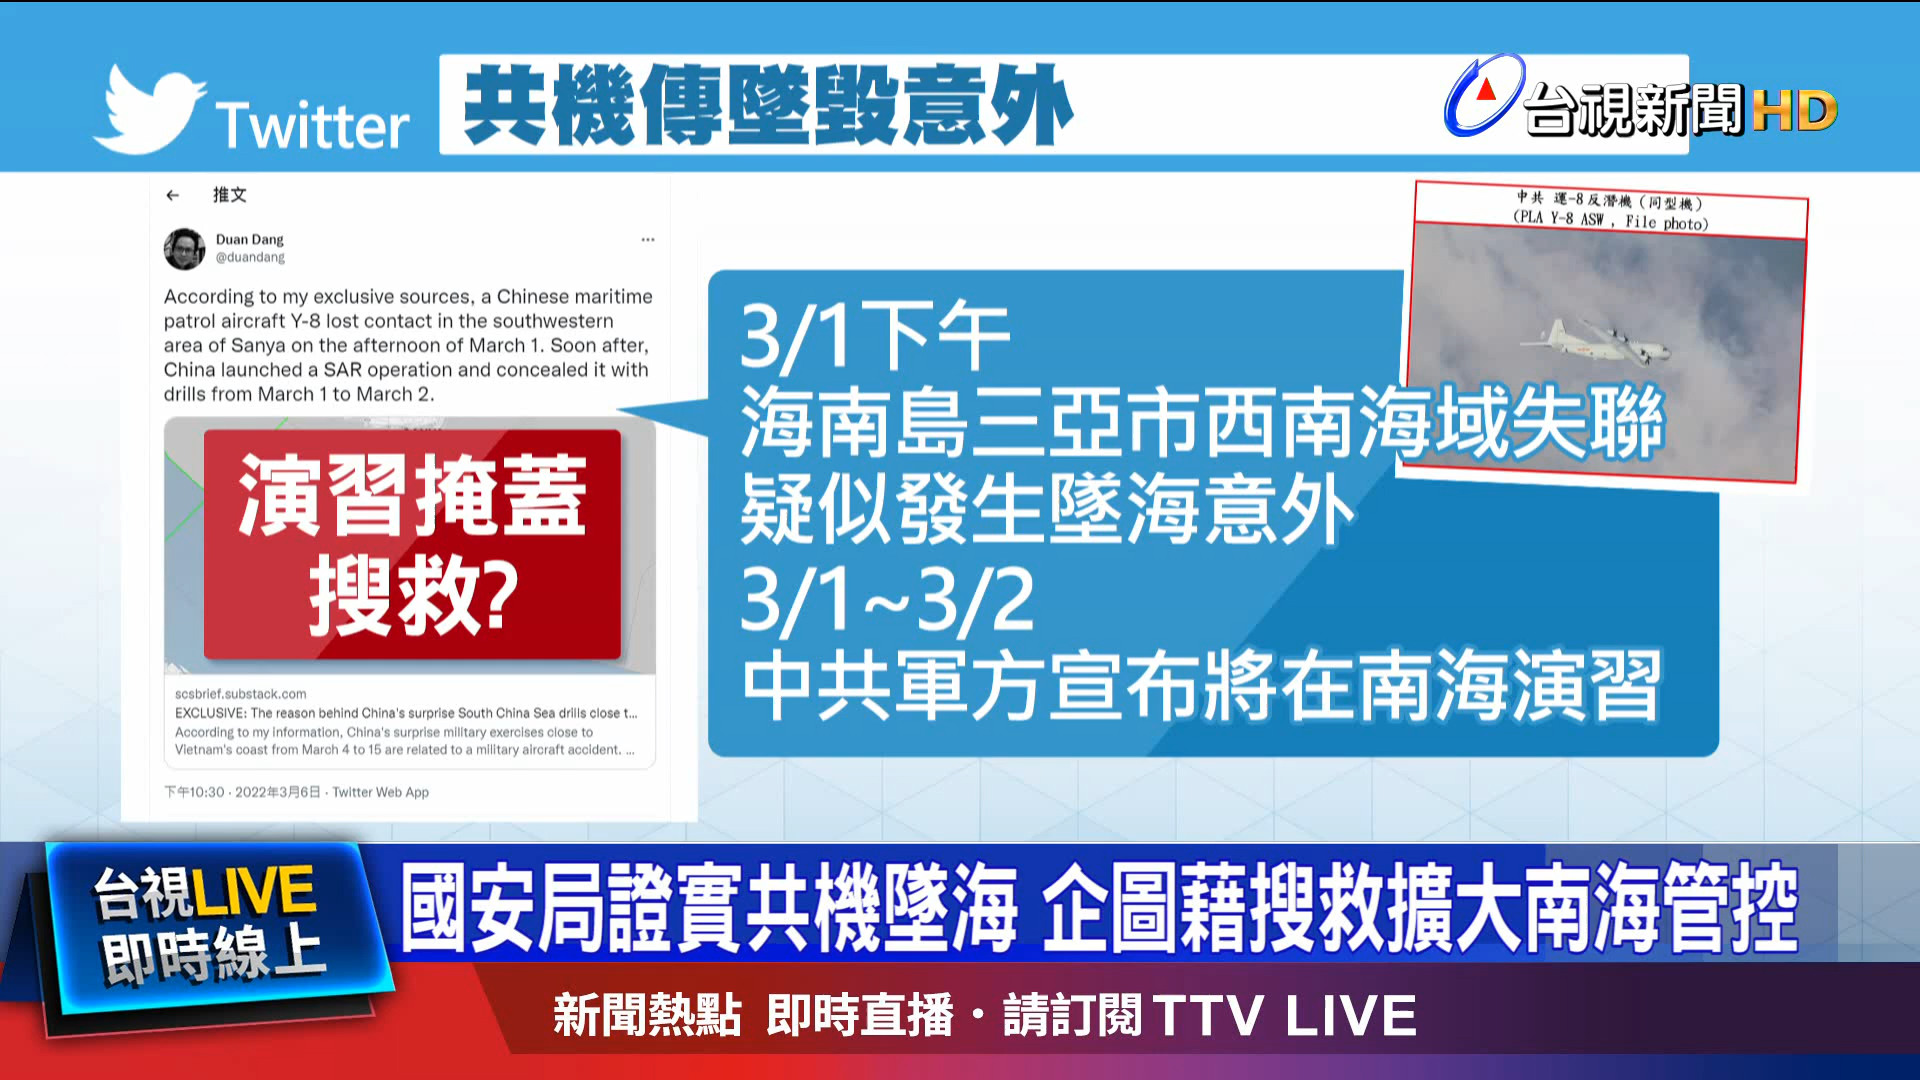 Twitter
共機傳墜毀意外
台視新聞HD
推文
Duan Dang
@duandang
According to my exclusive sources, a Chinese maritime
patrol aircraft Y-8 lost contact in the southwestern
area of Sanya on the afternoon of March 1. Soon after,
China launched a SAR operation and concealed it with
drills from March 1 to March 2.
演習掩蓋
搜救?
scsbrief.substack.com
EXCLUSIVE: The reason behind China's surprise South China Sea drills close t...
According to my information, China's surprise military exercises close to
Vietnam's coast from March 4 to 15 are related to a military aircraft accident. ...
下午10:30 · 2022年3月6日 · Twitter Web App
中共 運-8反潛機（同型機）
(PLA Y-8 ASW , File photo)
3/1下午
海南島三亞市西南海域失聯
疑似發生墜海意外
3/1~3/2
中共軍方宣布將在南海演習
台視LIVE
即時線上
國安局證實共機墜海 企圖藉搜救擴大南海管控
新聞熱點 即時直播・請訂閱TTV LIVE